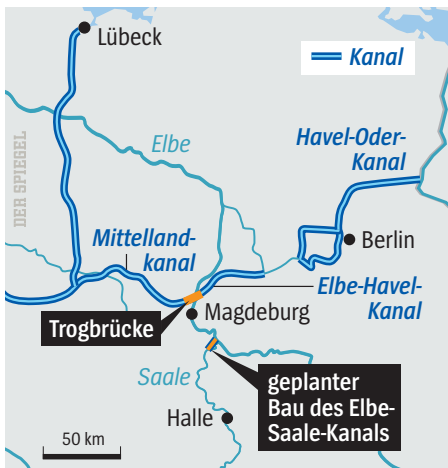 Lübeck
Kanal
DER SPIEGEL
Elbe
Havel-Oder-
Kanal
Mittelland-
kanal
Berlin
Elbe-Havel-
Kanal
Trogbrücke
Magdeburg
Saale
geplanter
Bau des Elbe-
Saale-Kanals
Halle
50 km